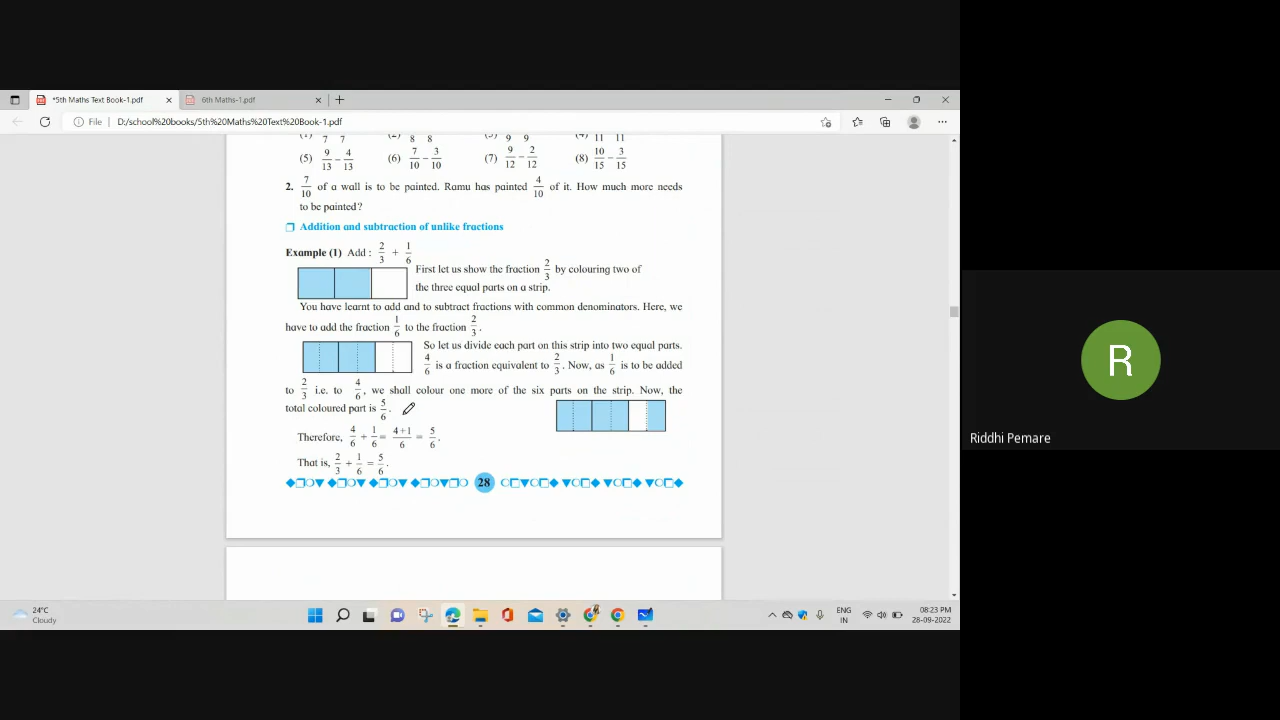 *5th Maths Text Book-1.pdf
6th Maths-1.pdf
File D:/school%20books/5th%20Maths%20Text%20Book-1.pdf
7 7 8 8 9 9 11 11
(5) 9/13 − 4/13 (6) 7/10 − 3/10 (7) 9/12 − 2/12 (8) 10/15 − 3/15
2. 7/10 of a wall is to be painted. Ramu has painted 4/10 of it. How much more needs
to be painted?
Addition and subtraction of unlike fractions
Example (1) Add : 2/3 + 1/6
First let us show the fraction 2/3 by colouring two of
the three equal parts on a strip.
You have learnt to add and to subtract fractions with common denominators. Here, we
have to add the fraction 1/6 to the fraction 2/3.
So let us divide each part on this strip into two equal parts.
4/6 is a fraction equivalent to 2/3. Now, as 1/6 is to be added
to 2/3 i.e. to 4/6, we shall colour one more of the six parts on the strip. Now, the
total coloured part is 5/6.
Therefore, 4/6 + 1/6 = 4+1/6 = 5/6.
That is, 2/3 + 1/6 = 5/6.
28
R
Riddhi Pemare
24°C
Cloudy
ENG
IN
08:23 PM
28-09-2022